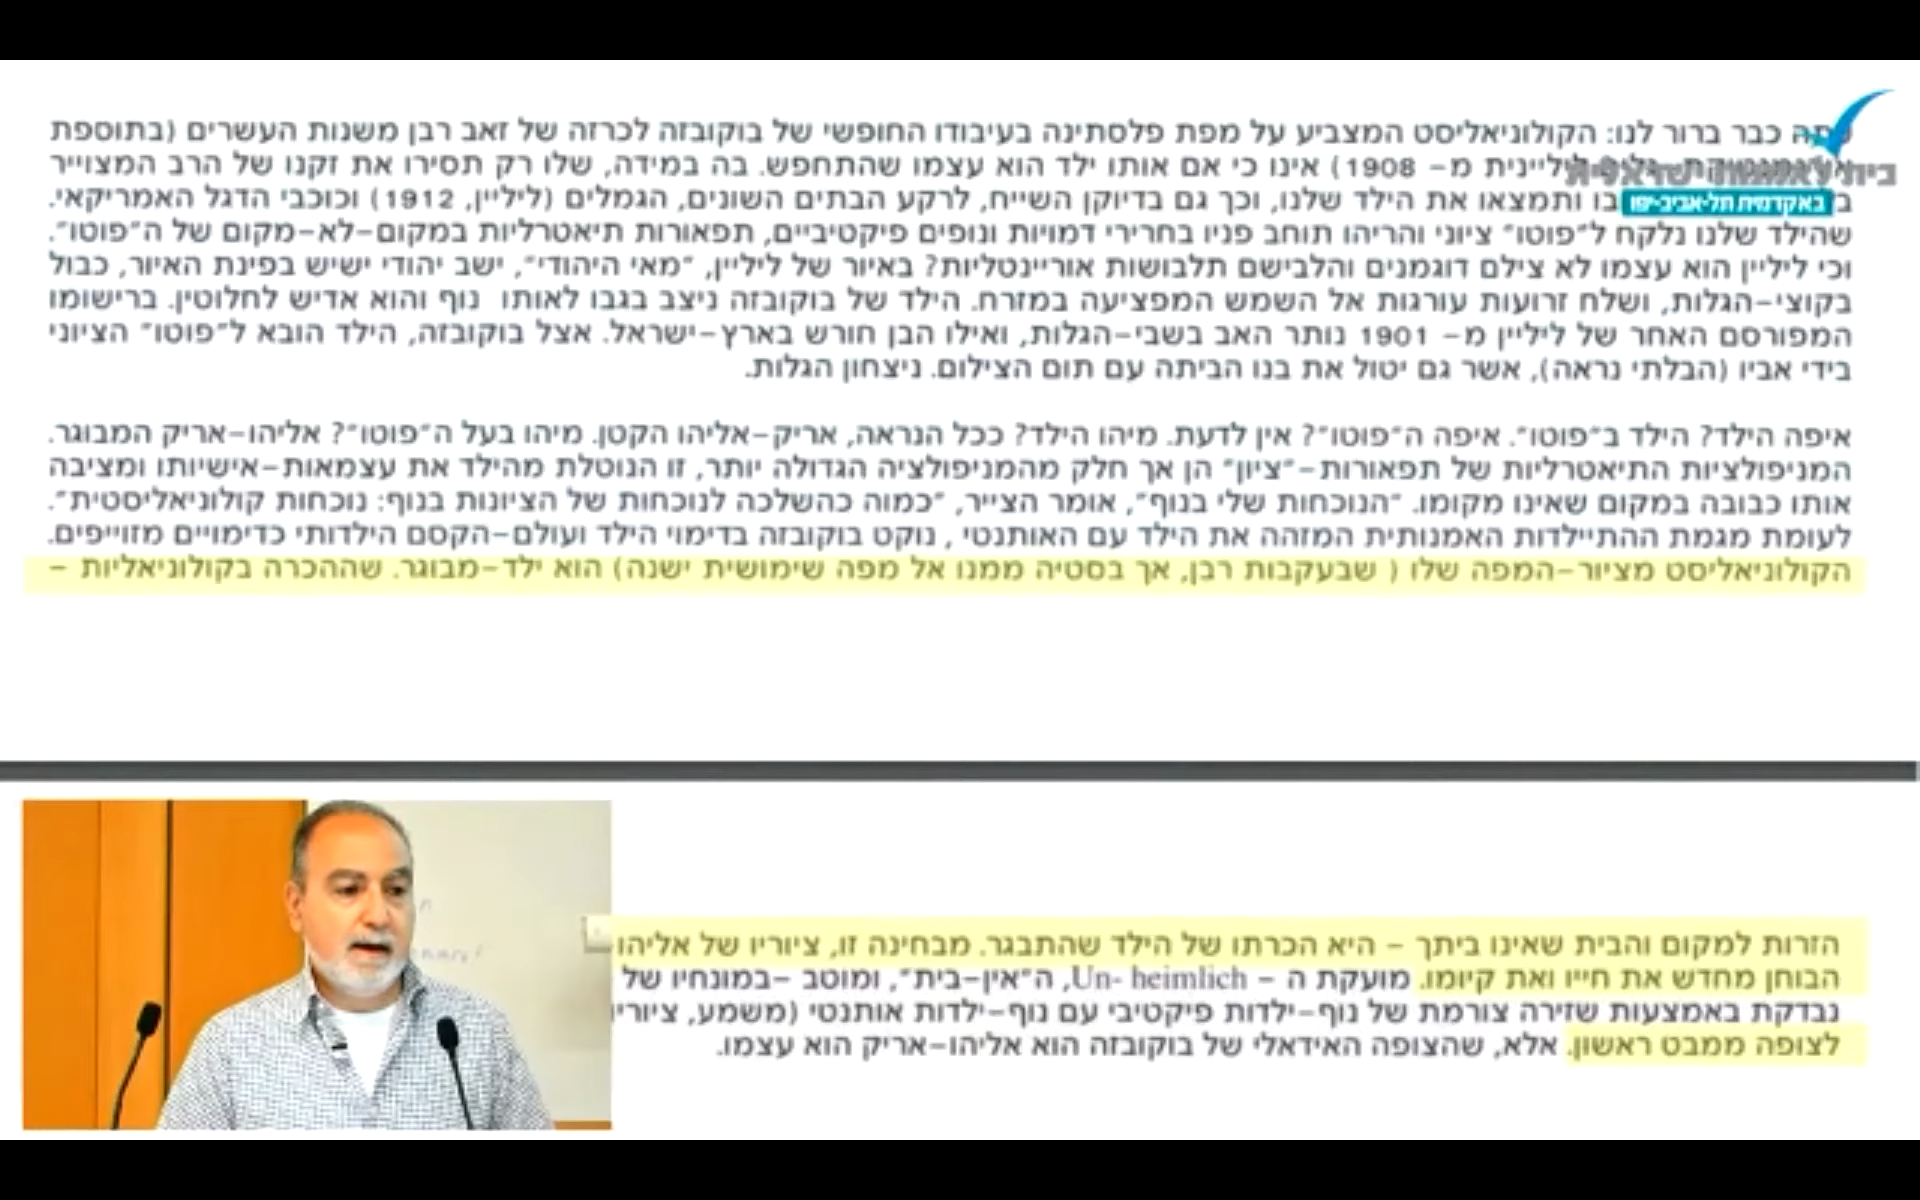 כבר ברור לנו: הקולוניאליסט המצביע על מפת פלסתינה בעיבודו החופשי של בוקובזה לכרזה של זאב רבן משנות העשרים (בתוספת
ליליינית מ– 1908) אינו כי אם אותו ילד הוא עצמו שהתחפש. בה במידה, שלו רק תסירו את זקנו של הרב המצוייר
ותמצאו את הילד שלנו, וכך גם בדיוקן השייח, לרקע הבתים השונים, הגמלים (ליליין, 1912) וכוכבי הדגל האמריקאי.
שהילד שלנו נלקח ל״פוטו״ ציוני והריהו תוחב פניו בחרירי דמויות ונופים פיקטיביים, תפאורות תיאטרליות במקום–לא–מקום של ה״פוטו״.
וכי ליליין הוא עצמו לא צילם דוגמנים והלבישם תלבושות אוריינטליות? באיור של ליליין, ״מאי היהודי״, ישב יהודי ישיש בפינת האיור, כבול
בקוצי–הגלות, ושלח זרועות עורגות אל השמש המפציעה במזרח. הילד של בוקובזה ניצב בגבו לאותו נוף והוא אדיש לחלוטין. ברישומו
המפורסם האחר של ליליין מ– 1901 נותר האב בשבי–הגלות, ואילו הבן חורש בארץ–ישראל. אצל בוקובזה, הילד הובא ל״פוטו״ הציוני
בידי אביו (הבלתי נראה), אשר גם יטול את בנו הביתה עם תום הצילום. ניצחון הגלות.
איפה הילד? הילד ב״פוטו״. איפה ה״פוטו״? אין לדעת. מיהו הילד? ככל הנראה, אריק–אליהו הקטן. מיהו בעל ה״פוטו״? אליהו–אריק המבוגר.
המניפולציות התיאטרליות של תפאורות–״ציון״ הן אך חלק מהמניפולציה הגדולה יותר, זו הנוטלת מהילד את עצמאות–אישיותו ומציבה
אותו כבובה במקום שאינו מקומו. ״הנוכחות שלי בנוף״, אומר הצייר, ״כמוה כהשלכה לנוכחות של הציונות בנוף: נוכחות קולוניאליסטית״.
לעומת מגמת ההתיילדות האמנותית המזהה את הילד עם האותנטי , נוקט בוקובזה בדימוי הילד ועולם–הקסם הילדותי כדימויים מזוייפים.
הקולוניאליסט מציור–המפה שלו ( שבעקבות רבן, אך בסטיה ממנו אל מפה שימושית ישנה) הוא ילד–מבוגר. שההכרה בקולוניאליות –
בית לאמנות ישראלית
באקדמית תל-אביב-יפו
הזרות למקום והבית שאינו ביתך – היא הכרתו של הילד שהתבגר. מבחינה זו, ציוריו של אליהו
הבוחן מחדש את חייו ואת קיומו. מועקת ה – Un- heimlich, ה״אין–בית״, ומוטב –במונחיו של
נבדקת באמצעות שזירה צורמת של נוף–ילדות פיקטיבי עם נוף–ילדות אותנטי (משמע,
לצופה ממבט ראשון. אלא, שהצופה האידאלי של בוקובזה הוא אליהו–אריק הוא עצמו.